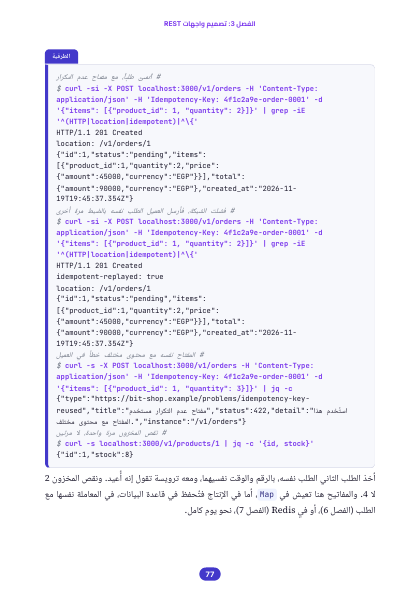 الفصل 3: تصميم واجهات REST
الطرفية
# أنشئ طلبًا، مع مفتاح عدم التكرار
$ curl -si -X POST localhost:3000/v1/orders -H 'Content-Type:
application/json' -H 'Idempotency-Key: 4f1c2a9e-order-0001' -d
'{"items": [{"product_id": 1, "quantity": 2}]}' | grep -iE
'^(HTTP|location|idempotent)|^\{'
HTTP/1.1 201 Created
location: /v1/orders/1
{"id":1,"status":"pending","items":
[{"product_id":1,"quantity":2,"price":
{"amount":45000,"currency":"EGP"}}],"total":
{"amount":90000,"currency":"EGP"},"created_at":"2026-11-
19T19:45:37.354Z"}
# فشلت الشبكة، فأرسل العميل الطلب نفسه بالضبط مرة أخرى
$ curl -si -X POST localhost:3000/v1/orders -H 'Content-Type:
application/json' -H 'Idempotency-Key: 4f1c2a9e-order-0001' -d
'{"items": [{"product_id": 1, "quantity": 2}]}' | grep -iE
'^(HTTP|location|idempotent)|^\{'
HTTP/1.1 201 Created
idempotent-replayed: true
location: /v1/orders/1
{"id":1,"status":"pending","items":
[{"product_id":1,"quantity":2,"price":
{"amount":45000,"currency":"EGP"}}],"total":
{"amount":90000,"currency":"EGP"},"created_at":"2026-11-
19T19:45:37.354Z"}
# المفتاح نفسه مع محتوى مختلف خطأ في العميل
$ curl -s -X POST localhost:3000/v1/orders -H 'Content-Type:
application/json' -H 'Idempotency-Key: 4f1c2a9e-order-0001' -d
'{"items": [{"product_id": 1, "quantity": 3}]}' | jq -c
{"type":"https://bit-shop.example/problems/idempotency-key-
reused","title":"مفتاح عدم التكرار مستخدم","status":422,"detail":"استُخدم هذا
المفتاح مع محتوى مختلف.","instance":"/v1/orders"}
# نقص المخزون مرة واحدة، لا مرتين
$ curl -s localhost:3000/v1/products/1 | jq -c '{id, stock}'
{"id":1,"stock":8}
أخذ الطلب الثاني الطلب نفسه، بالرقم والوقت نفسيهما، ومعه ترويسة تقول إنه أُعيد. ونقص المخزون 2
لا 4. والمفاتيح هنا تعيش في Map، أما في الإنتاج فتُحفظ في قاعدة البيانات، في المعاملة نفسها مع
الطلب (الفصل 6)، أو في Redis (الفصل 7)، نحو يوم كامل.
77